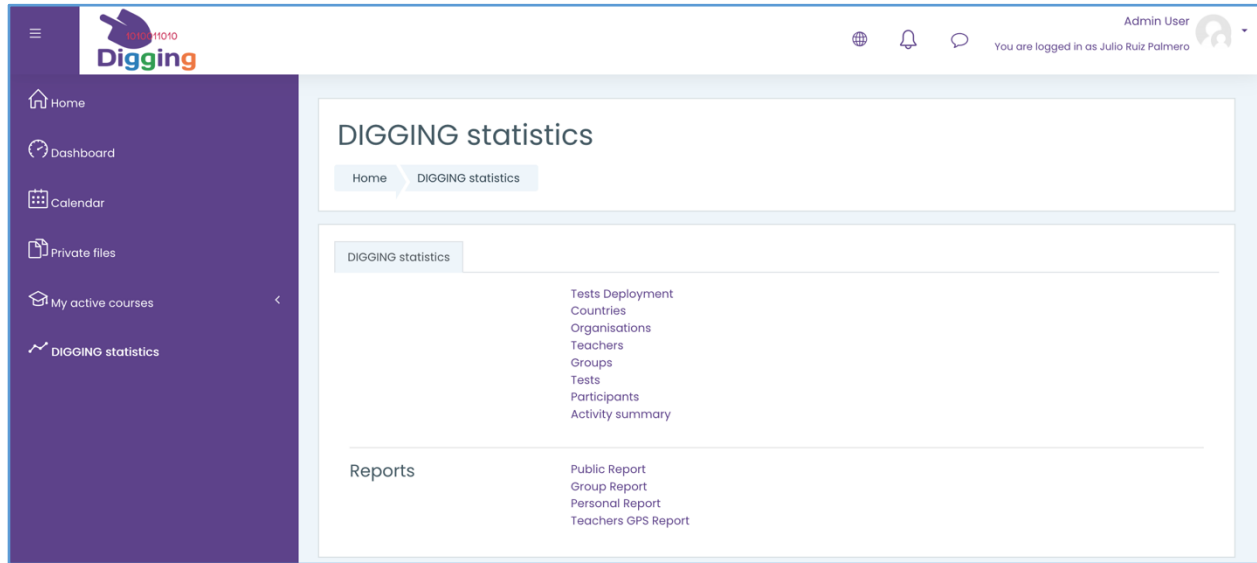 1010011010
Digging
Admin User
You are logged in as Julio Ruiz Palmero
Home
Dashboard
Calendar
Private files
My active courses
DIGGING statistics
DIGGING statistics
Home DIGGING statistics
DIGGING statistics
Tests Deployment
Countries
Organisations
Teachers
Groups
Tests
Participants
Activity summary
Reports
Public Report
Group Report
Personal Report
Teachers GPS Report